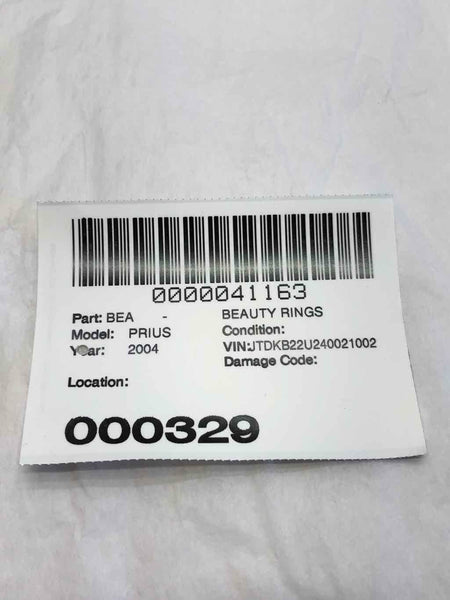 0000041163
Part: BEA - BEAUTY RINGS
Model: PRIUS Condition:
Year: 2004 VIN:JTDKB22U240021002
Damage Code:
Location:
000329